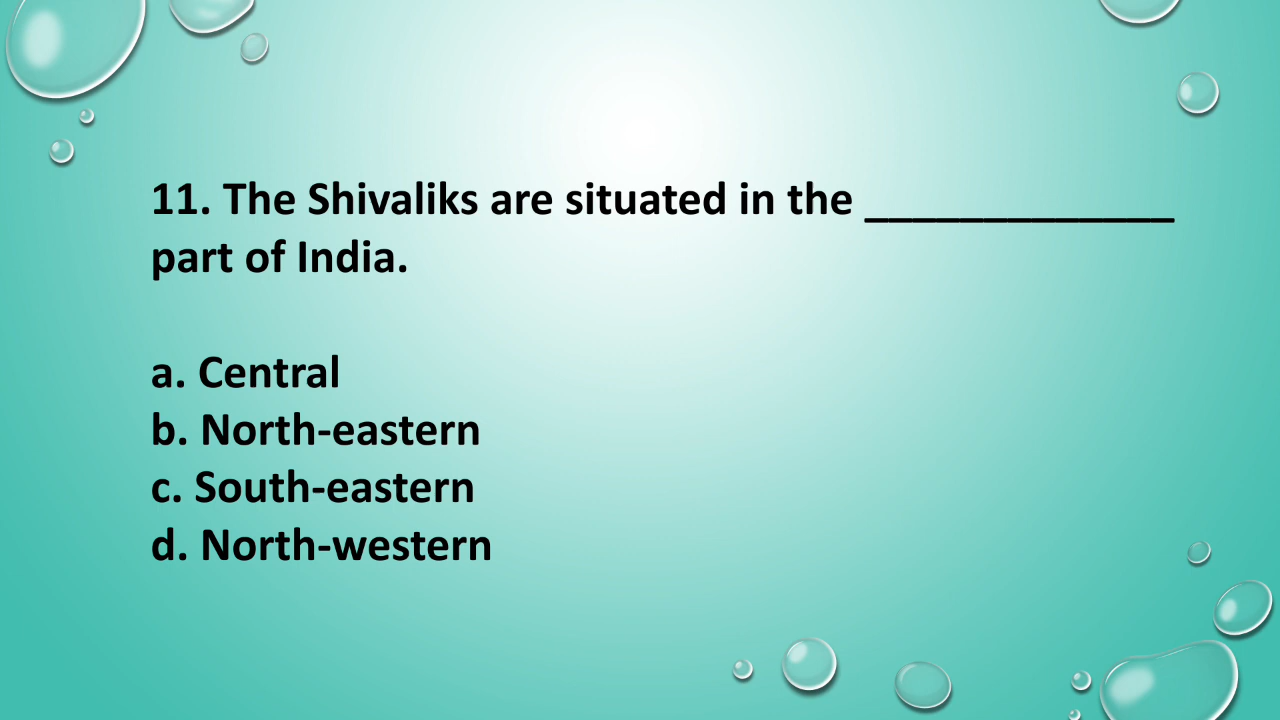 11. The Shivaliks are situated in the _____________
part of India.
a. Central
b. North-eastern
c. South-eastern
d. North-western